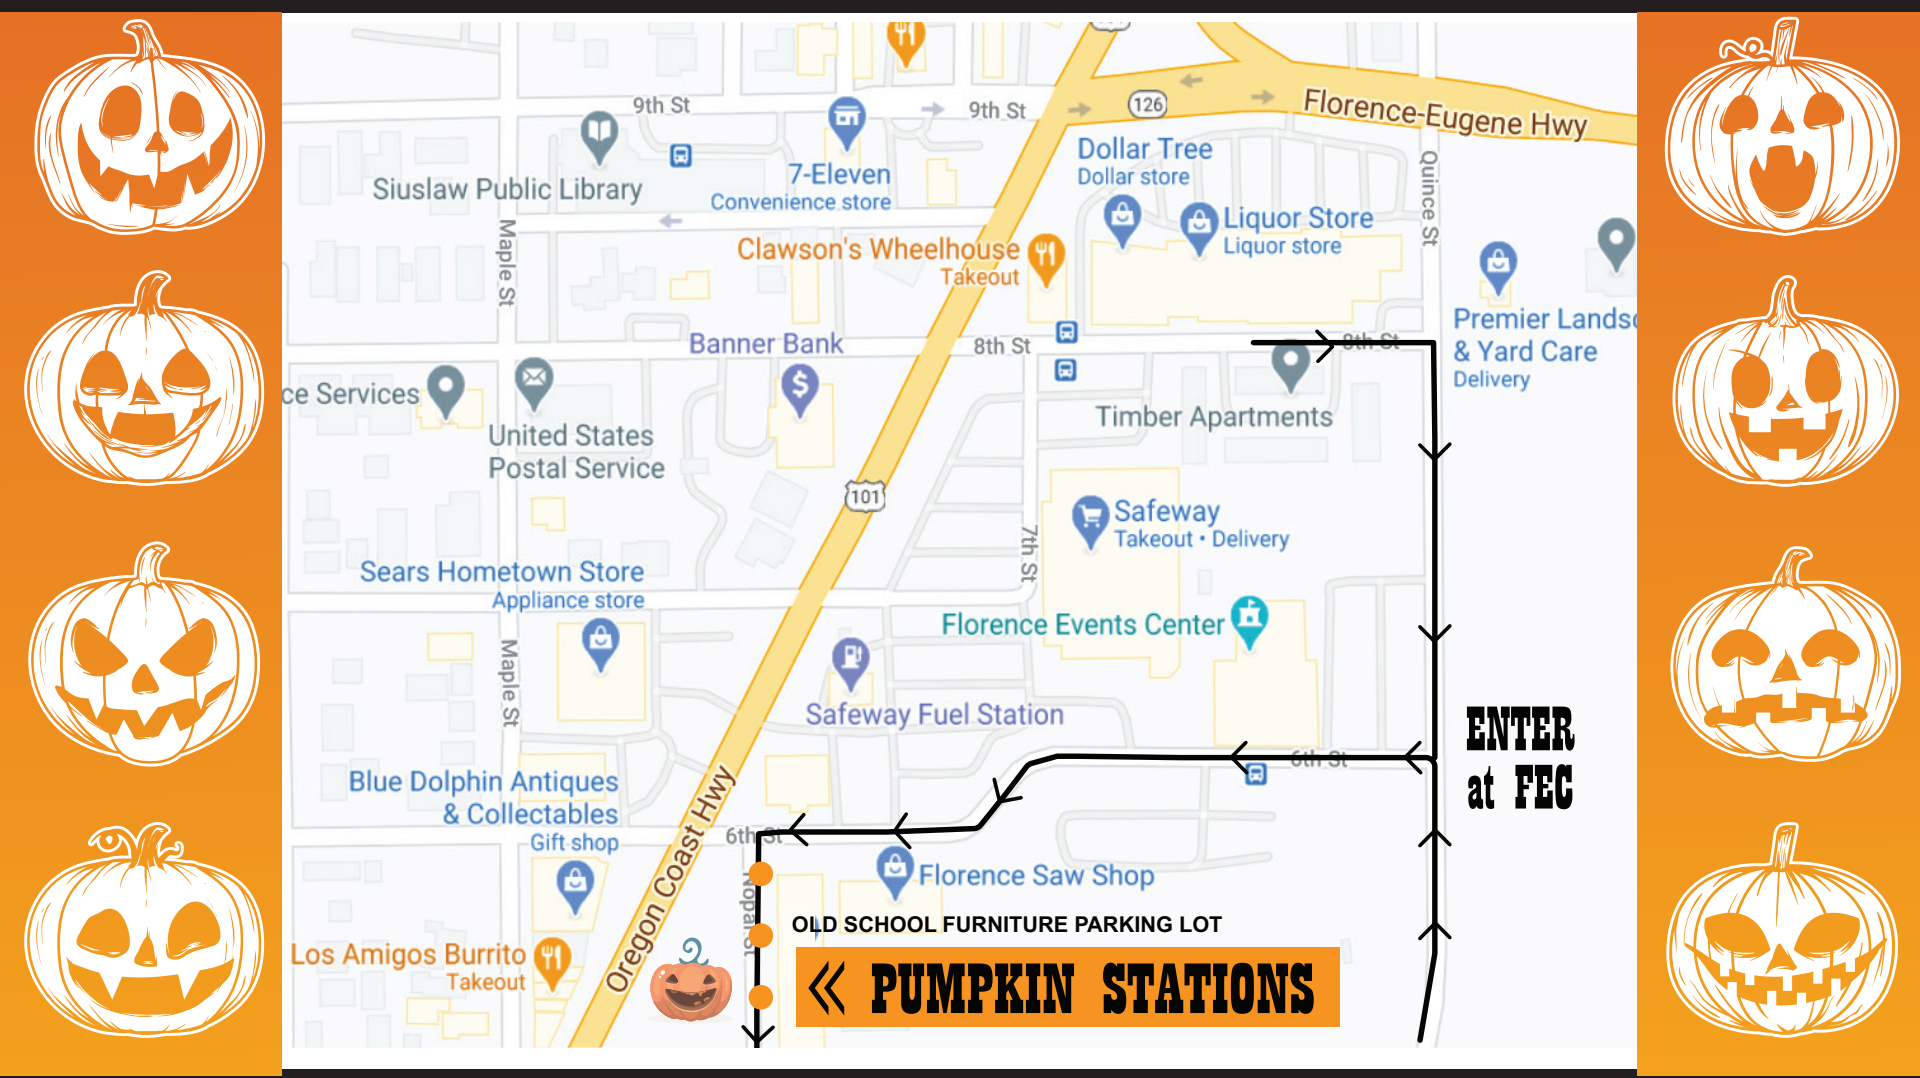 9th St
9th St
126
Florence-Eugene Hwy
Siuslaw Public Library
7-Eleven
Convenience store
Dollar Tree
Dollar store
Quince St
Liquor Store
Liquor store
Maple St
Clawson's Wheelhouse
Takeout
Premier Landsc
& Yard Care
Delivery
Banner Bank
8th St
8th St
ce Services
United States
Postal Service
Timber Apartments
101
Safeway
Takeout • Delivery
7th St
Sears Hometown Store
Appliance store
Florence Events Center
Maple St
Safeway Fuel Station
ENTER
at FEC
6th St
Blue Dolphin Antiques
& Collectables
Gift shop
Oregon Coast Hwy
6th St
Florence Saw Shop
Nopal St
OLD SCHOOL FURNITURE PARKING LOT
Los Amigos Burrito
Takeout
« PUMPKIN STATIONS